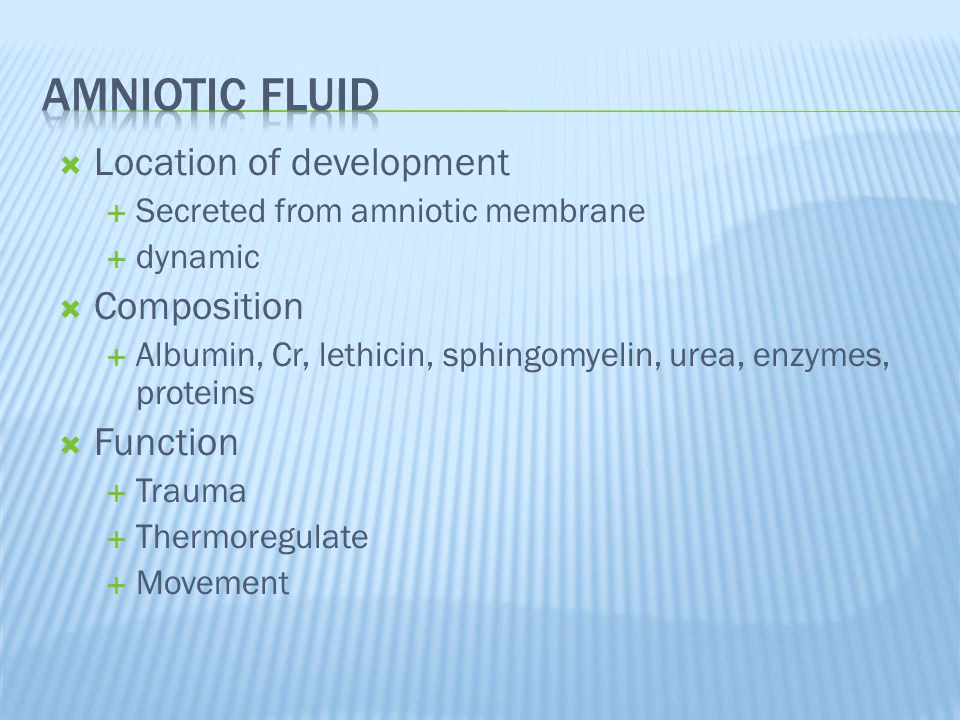 AMNIOTIC FLUID
Location of development
Secreted from amniotic membrane
dynamic
Composition
Albumin, Cr, lethicin, sphingomyelin, urea, enzymes,
proteins
Function
Trauma
Thermoregulate
Movement